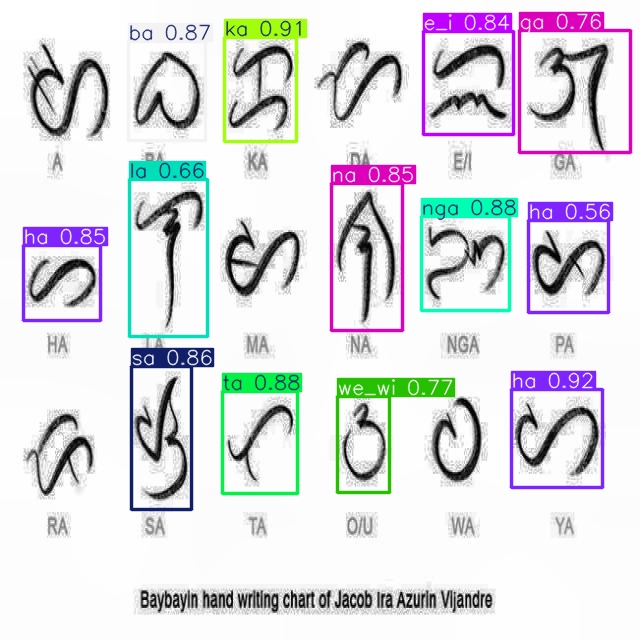 ba 0.87 ka 0.91 e_i 0.84 ga 0.76
ᜀ ᜊ ᜃ ᜇ ᜁ ᜄ
A BA KA DA E/I GA
ha 0.85 la 0.66 na 0.85 nga 0.88 ha 0.56
ᜑ ᜎ ᜋ ᜈ ᜅ ᜉ
HA LA MA NA NGA PA
sa 0.86 ta 0.88 we_wi 0.77 ha 0.92
ᜍ ᜐ ᜆ ᜂ ᜏ ᜌ
RA SA TA O/U WA YA
Baybayin hand writing chart of Jacob Ira Azurin Vijandre